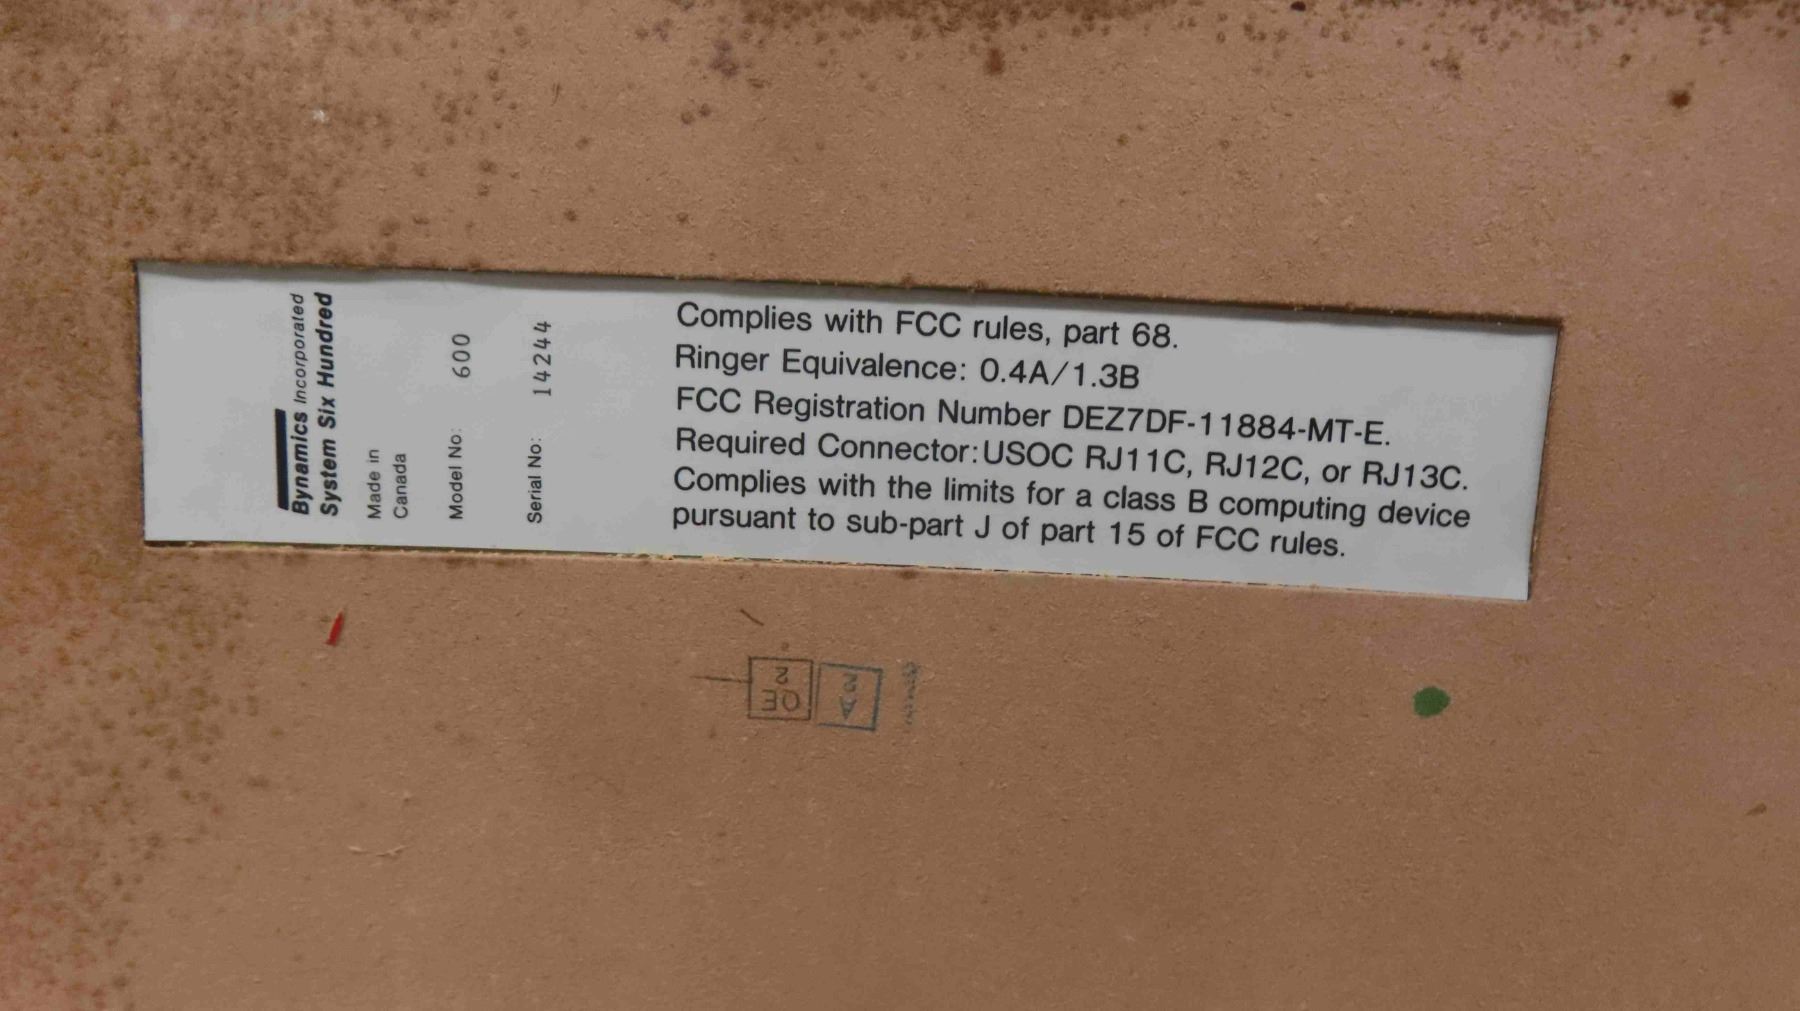 Bynamics Incorporated
System Six Hundred
Made in
Canada
Model No: 600
Serial No: 14244
Complies with FCC rules, part 68.
Ringer Equivalence: 0.4A/1.3B
FCC Registration Number DEZ7DF-11884-MT-E.
Required Connector: USOC RJ11C, RJ12C, or RJ13C.
Complies with the limits for a class B computing device
pursuant to sub-part J of part 15 of FCC rules.
QE
2